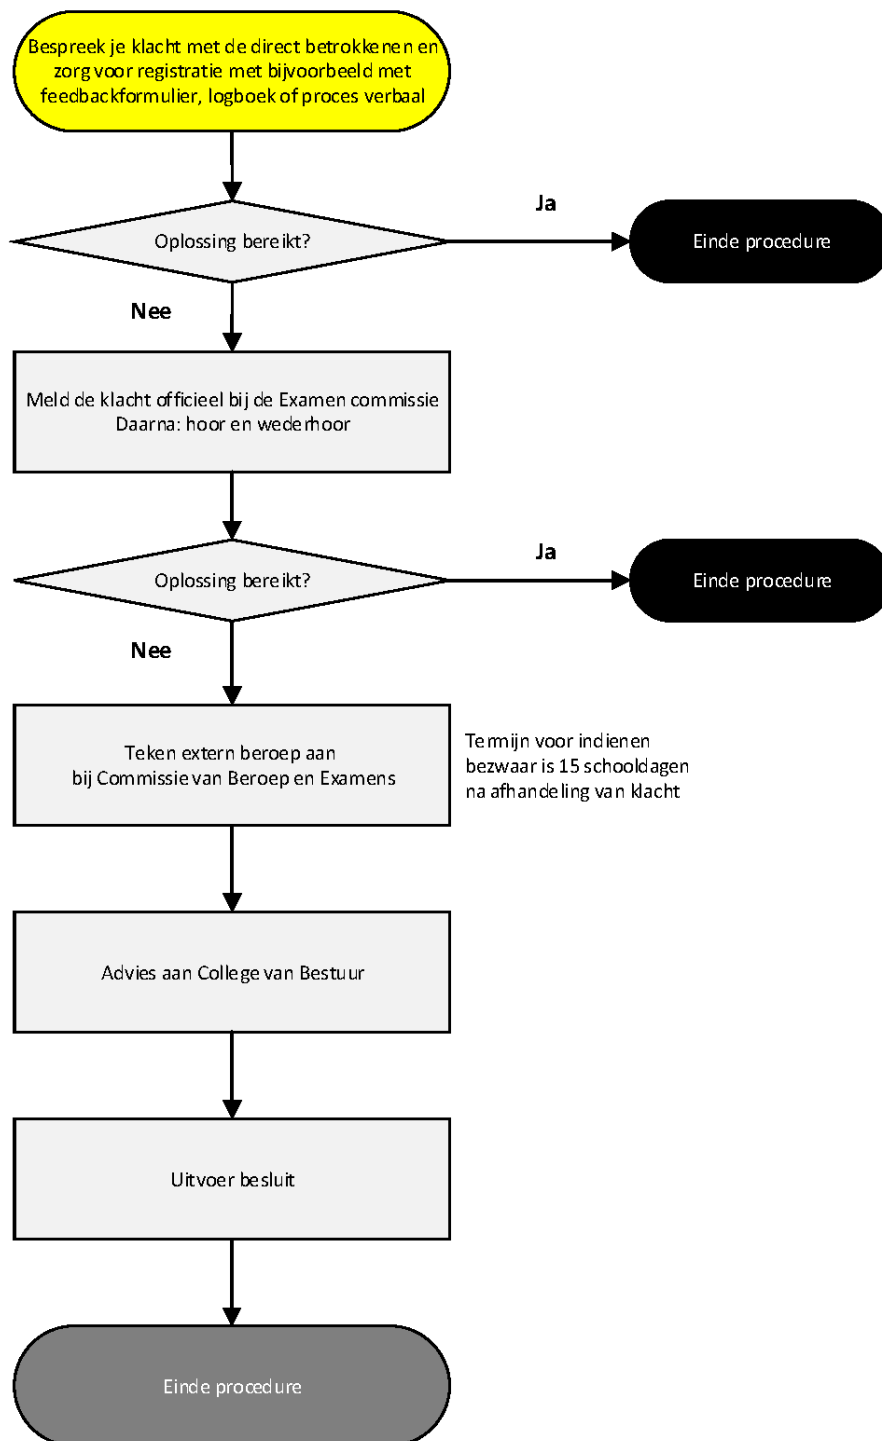 Bespreek je klacht met de direct betrokkenen en
zorg voor registratie met bijvoorbeeld met
feedbackformulier, logboek of proces verbaal
Oplossing bereikt?
Ja
Einde procedure
Nee
Meld de klacht officieel bij de Examen commissie
Daarna: hoor en wederhoor
Oplossing bereikt?
Ja
Einde procedure
Nee
Teken extern beroep aan
bij Commissie van Beroep en Examens
Termijn voor indienen
bezwaar is 15 schooldagen
na afhandeling van klacht
Advies aan College van Bestuur
Uitvoer besluit
Einde procedure